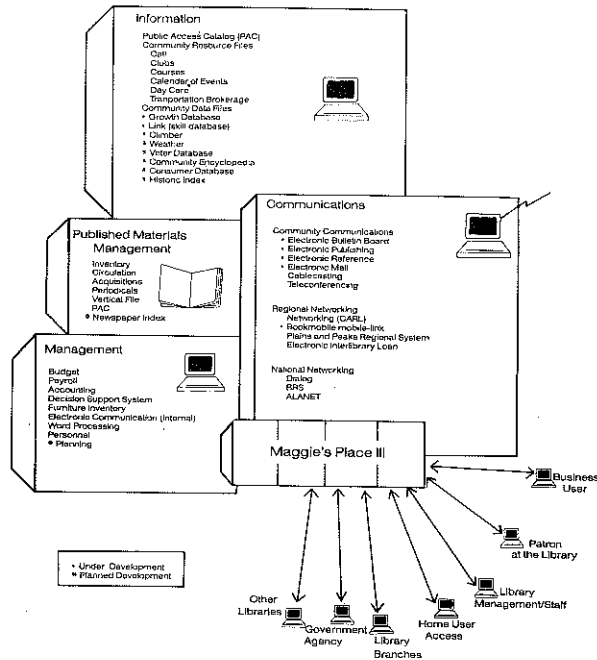 Information
Public Access Catalog (PAC)
Community Resource Files
Call
Clubs
Courses
Calendar of Events
Day Care
Tranportation Brokerage
Community Data Files
• Growth Database
• Link (skill database)
• Climber
* Weather
* Voter Database
* Community Encyclopedia
* Consumer Database
* Historic Index
Communications
Community Communications
• Electronic Bulletin Board
• Electronic Publishing
• Electronic Reference
• Electronic Mail
Cablecasting
Teleconferencing
Regional Networking
Networking (CARL)
• Bookmobile mobile-link
Plains and Peaks Regional System
Electronic Interlibrary Loan
National Networking
Dialog
BRS
ALANET
Published Materials
Management
Inventory
Circulation
Acquisitions
Periodicals
Vertical File
PAC
* Newspaper Index
Management
Budget
Payroll
Accounting
Decision Support System
Furniture Inventory
Electronic Communication (Internal)
Word Processing
Personnel
* Planning
Maggie's Place III
Business
User
Patron
at the Library
Library
Management/Staff
Home User
Access
Library
Branches
Government
Agency
Other
Libraries
• Under Development
* Planned Development